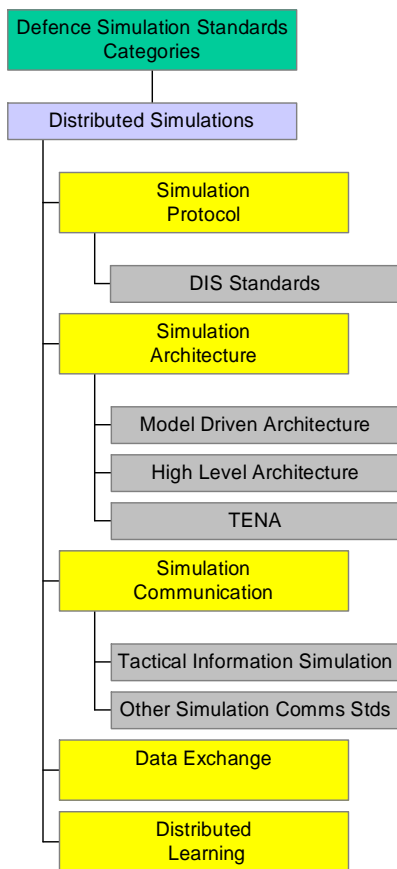 Defence Simulation Standards
Categories
Distributed Simulations
Simulation
Protocol
DIS Standards
Simulation
Architecture
Model Driven Architecture
High Level Architecture
TENA
Simulation
Communication
Tactical Information Simulation
Other Simulation Comms Stds
Data Exchange
Distributed
Learning